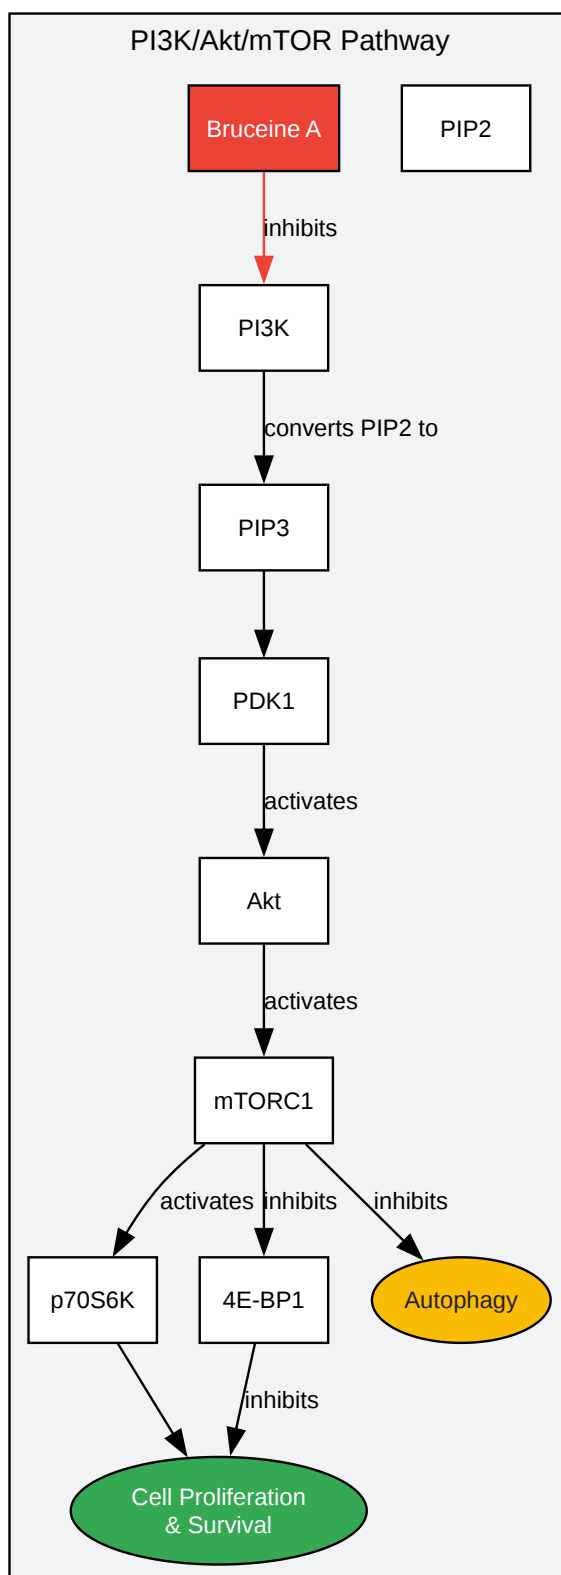 PI3K/Akt/mTOR Pathway
Bruceine A
PIP2
inhibits
PI3K
converts PIP2 to
PIP3
PDK1
activates
Akt
activates
mTORC1
activates
inhibits
inhibits
p70S6K
4E-BP1
Autophagy
inhibits
Cell Proliferation
& Survival